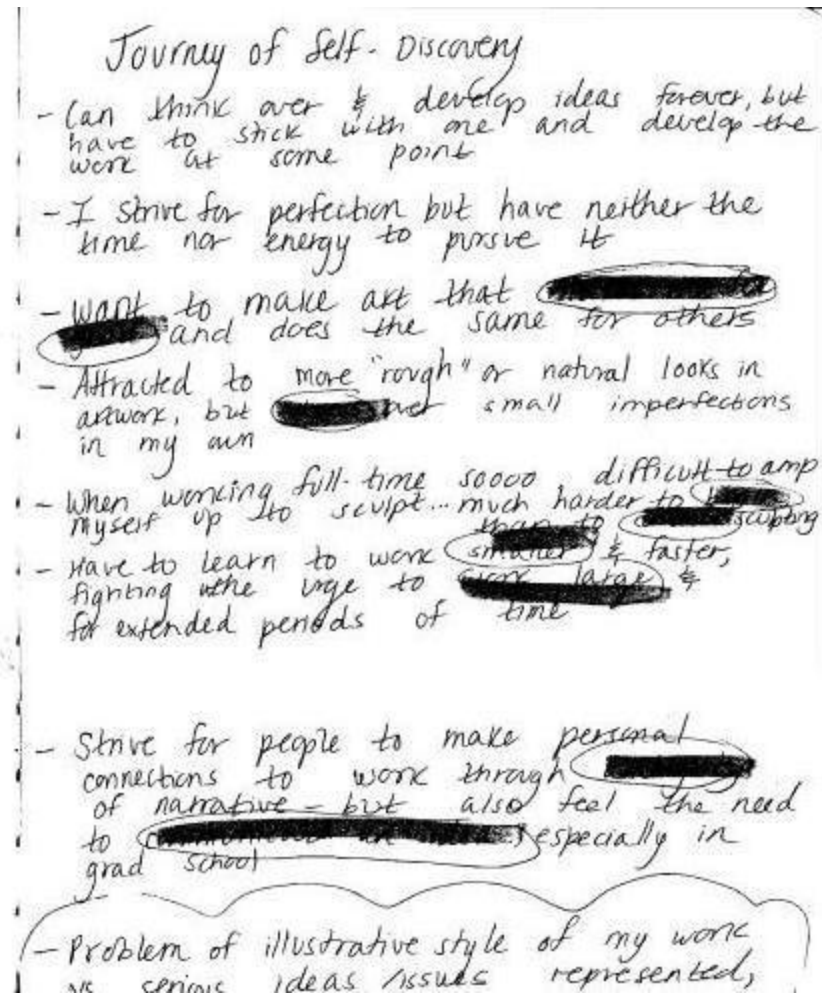 Journey of Self-Discovery
- Can think over & develop ideas forever, but
have to stick with one and develop the
work at some point
- I strive for perfection but have neither the
time nor energy to pursue it
- Want to make art that
and does the same for others
- Attracted to more "rough" or natural looks in
artwork, but over small imperfections
in my own
- When working full-time soooo difficult to amp
myself up to sculpt... much harder to
than to sculpting
- Have to learn to work smaller & faster,
fighting the urge to work large &
for extended periods of time
- Strive for people to make personal
connections to work through
of narrative - but also feel the need
to especially in
grad school
- Problem of illustrative style of my work
vs serious ideas/issues represented,